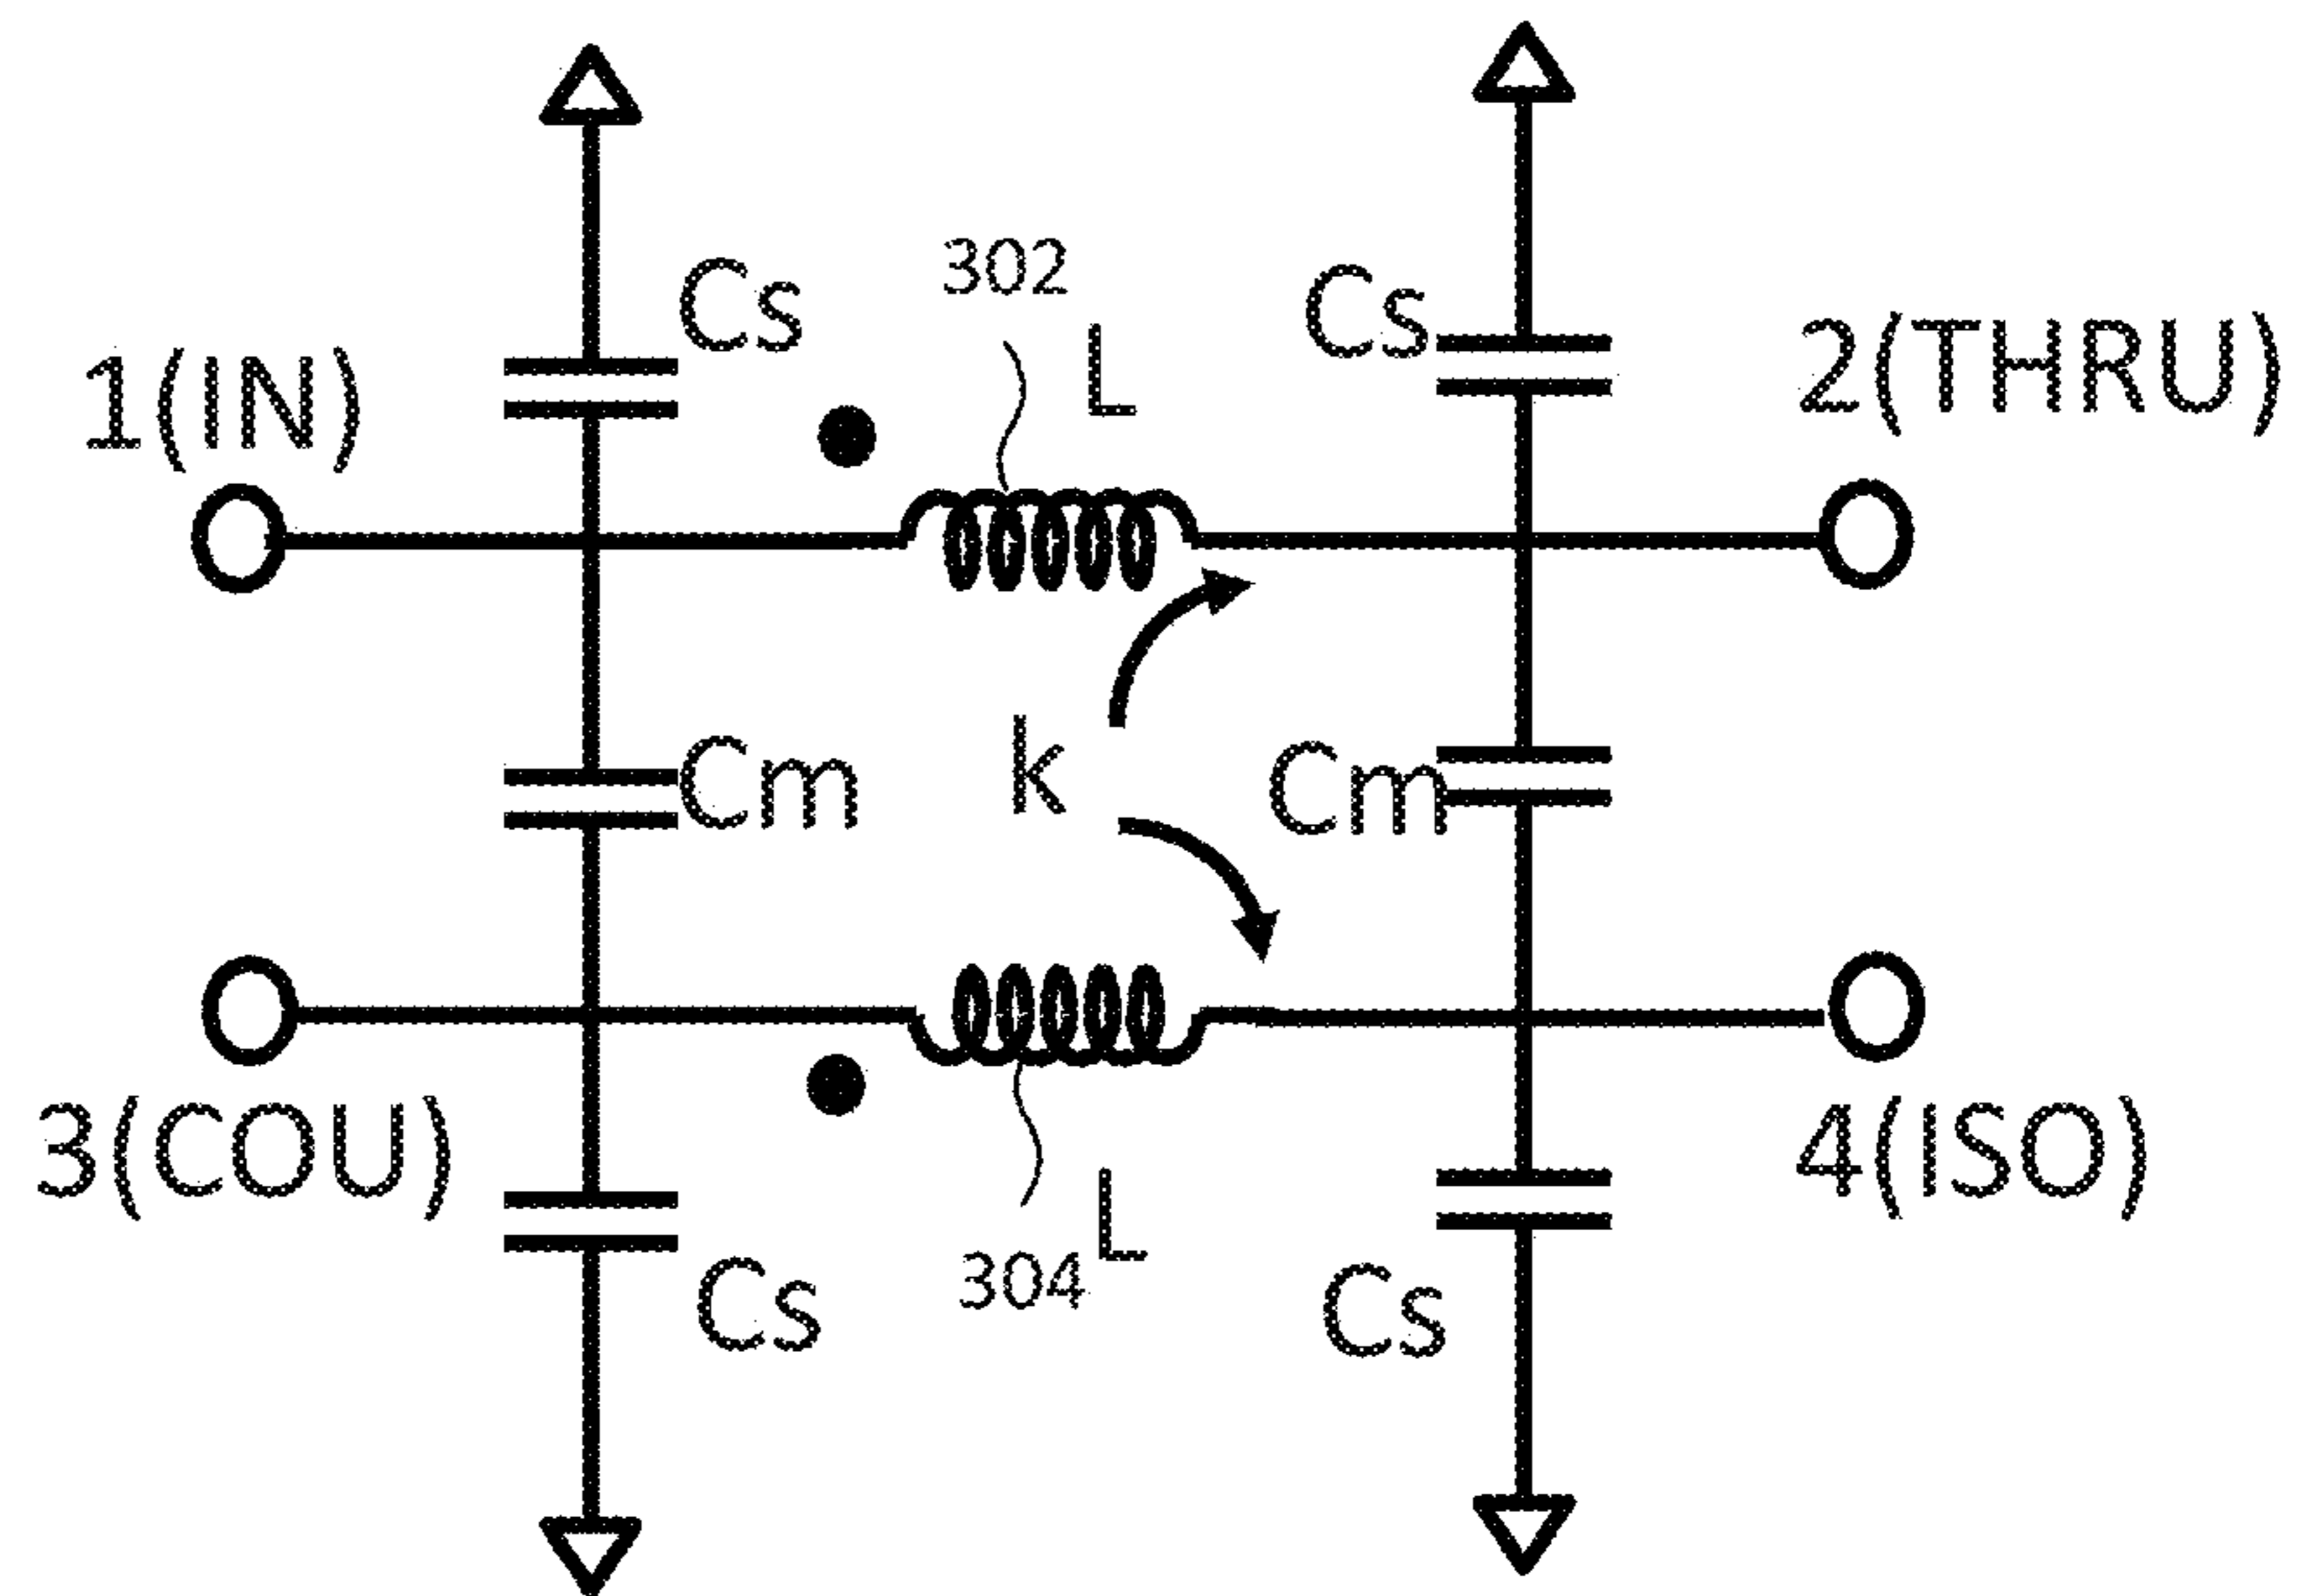 302
Cs
Cs
L
1(IN)
2(THRU)
Cm
k
Cm
3(COU)
4(ISO)
L
304
Cs
Cs